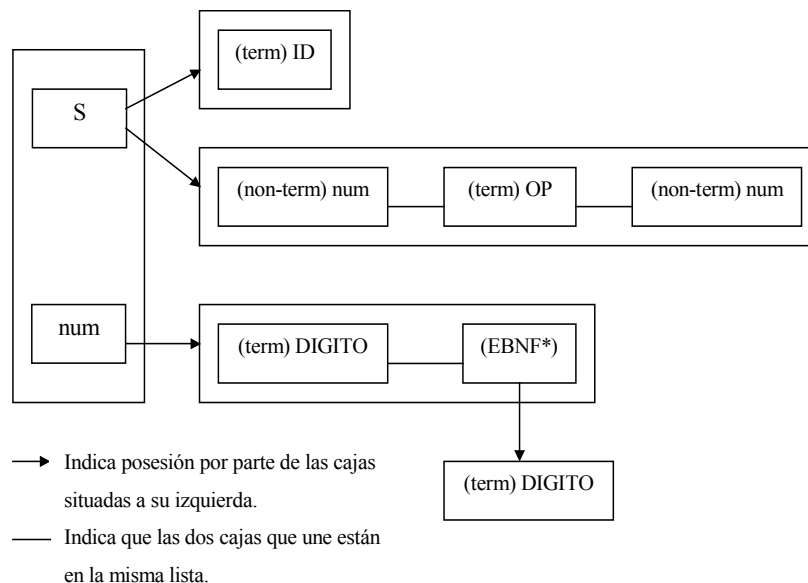 (term) ID
S
(non-term) num
(term) OP
(non-term) num
num
(term) DIGITO
(EBNF*)
(term) DIGITO
Indica posesión por parte de las cajas
situadas a su izquierda.
Indica que las dos cajas que une están
en la misma lista.